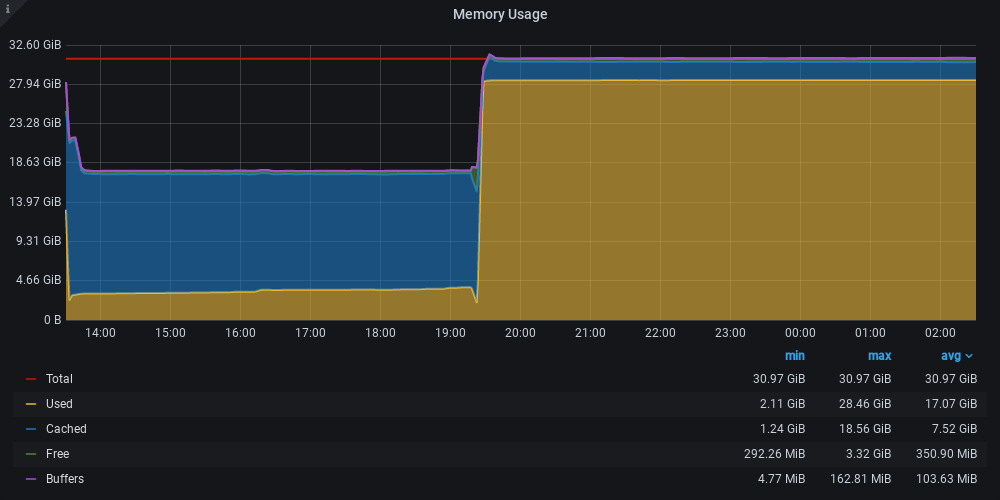 i
Memory Usage
32.60 GiB
27.94 GiB
23.28 GiB
18.63 GiB
13.97 GiB
9.31 GiB
4.66 GiB
0 B
14:00 15:00 16:00 17:00 18:00 19:00 20:00 21:00 22:00 23:00 00:00 01:00 02:00
min max avg
Total 30.97 GiB 30.97 GiB 30.97 GiB
Used 2.11 GiB 28.46 GiB 17.07 GiB
Cached 1.24 GiB 18.56 GiB 7.52 GiB
Free 292.26 MiB 3.32 GiB 350.90 MiB
Buffers 4.77 MiB 162.81 MiB 103.63 MiB